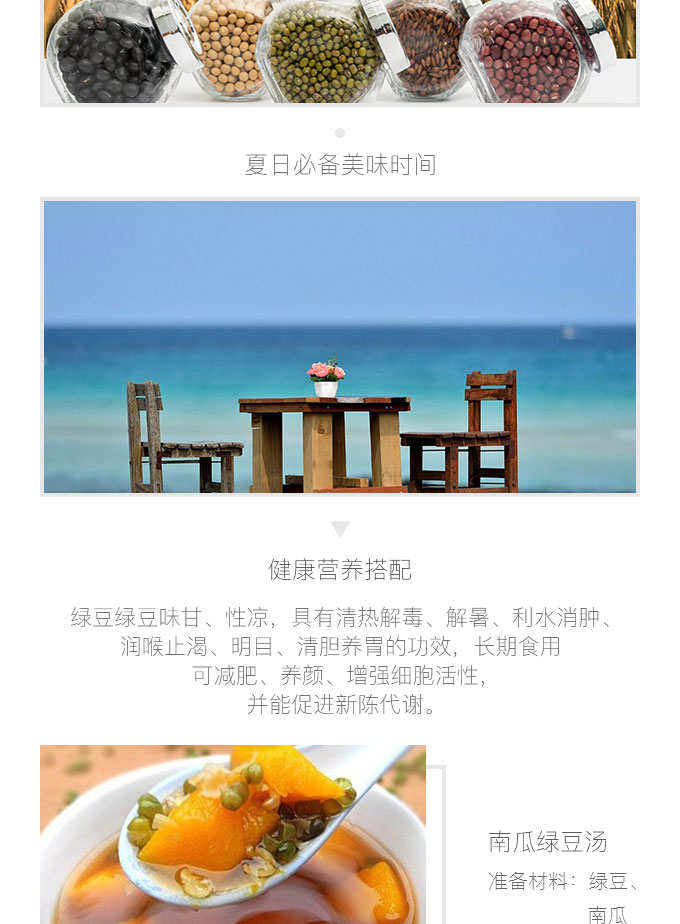 夏日必备美味时间
健康营养搭配
绿豆绿豆味甘、性凉，具有清热解毒、解暑、利水消肿、
润喉止渴、明目、清胆养胃的功效，长期食用
可减肥、养颜、增强细胞活性，
并能促进新陈代谢。
南瓜绿豆汤
准备材料：绿豆、
南瓜